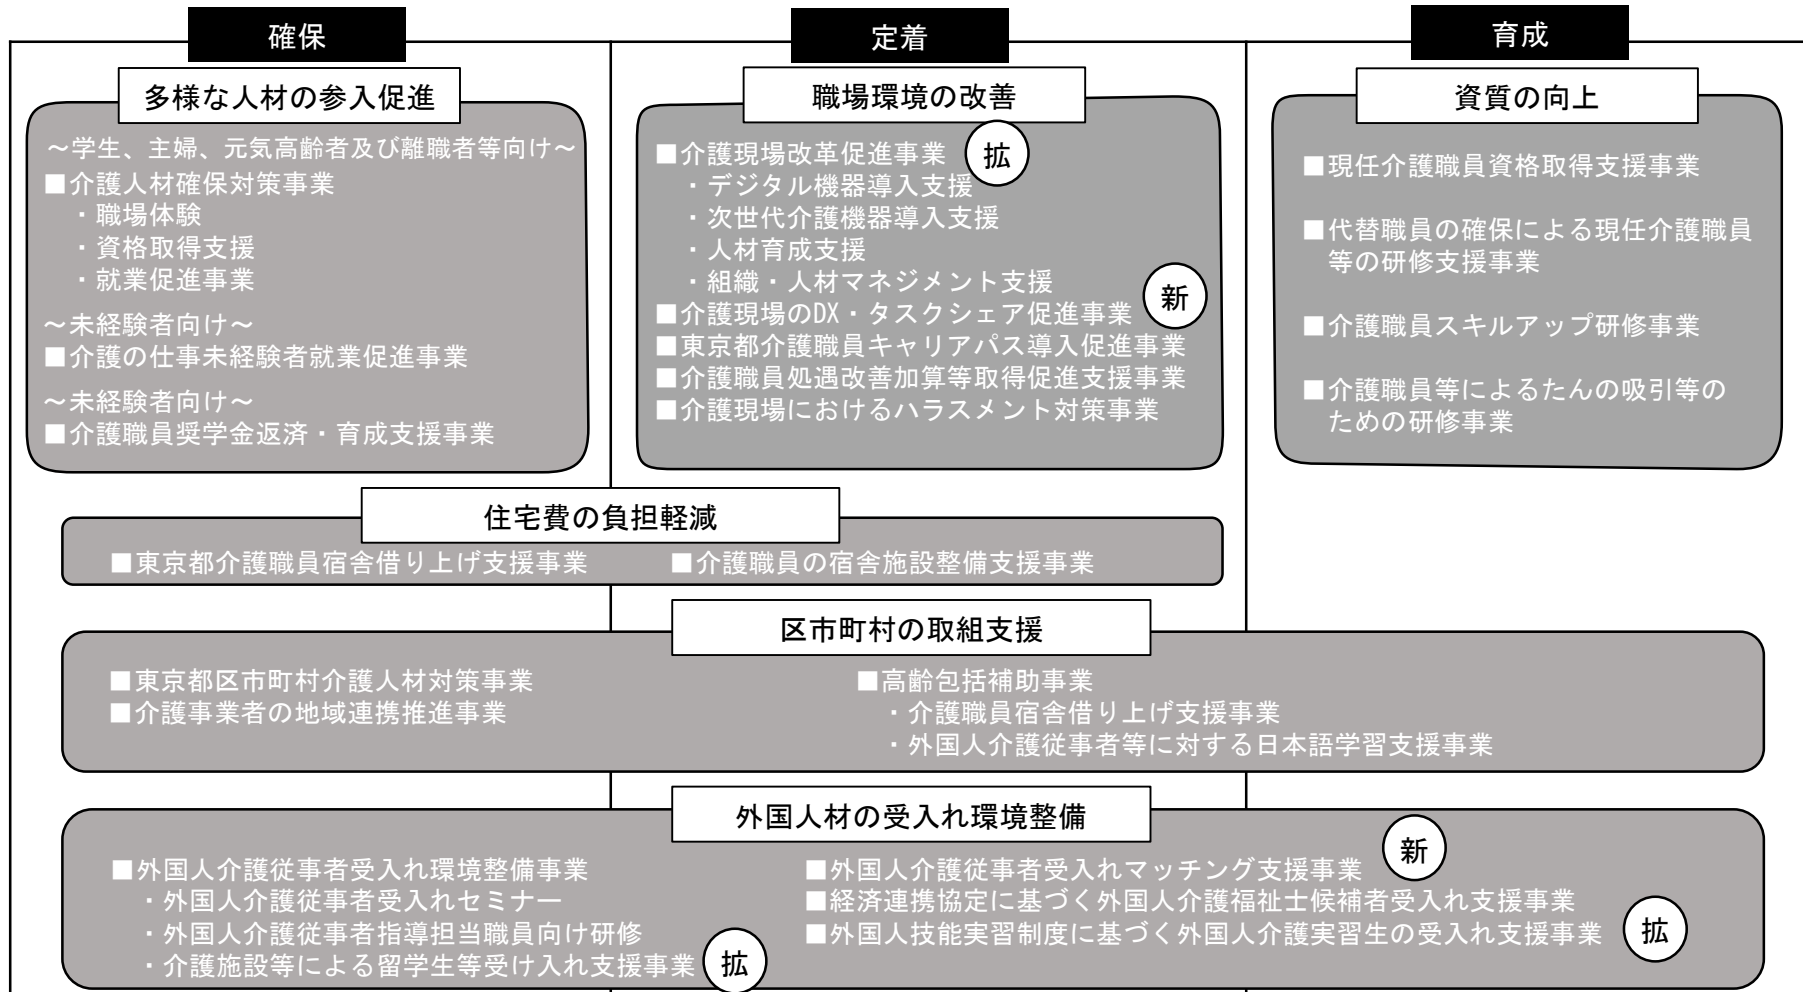 確保
多様な人材の参入促進
～学生、主婦、元気高齢者及び離職者等向け～
■介護人材確保対策事業
・職場体験
・資格取得支援
・就業促進事業
～未経験者向け～
■介護の仕事未経験者就業促進事業
～未経験者向け～
■介護職員奨学金返済・育成支援事業
定着
職場環境の改善
■介護現場改革促進事業 拡
・デジタル機器導入支援
・次世代介護機器導入支援
・人材育成支援
・組織・人材マネジメント支援
■介護現場のDX・タスクシェア促進事業 新
■東京都介護職員キャリアパス導入促進事業
■介護職員処遇改善加算等取得促進支援事業
■介護現場におけるハラスメント対策事業
育成
資質の向上
■現任介護職員資格取得支援事業
■代替職員の確保による現任介護職員
等の研修支援事業
■介護職員スキルアップ研修事業
■介護職員等によるたんの吸引等の
ための研修事業
住宅費の負担軽減
■東京都介護職員宿舎借り上げ支援事業
■介護職員の宿舎施設整備支援事業
区市町村の取組支援
■東京都区市町村介護人材対策事業
■介護事業者の地域連携推進事業
■高齢包括補助事業
・介護職員宿舎借り上げ支援事業
・外国人介護従事者等に対する日本語学習支援事業
外国人材の受入れ環境整備
■外国人介護従事者受入れ環境整備事業
・外国人介護従事者受入れセミナー
・外国人介護従事者指導担当職員向け研修
・介護施設等による留学生等受け入れ支援事業 拡
■外国人介護従事者受入れマッチング支援事業 新
■経済連携協定に基づく外国人介護福祉士候補者受入れ支援事業
■外国人技能実習制度に基づく外国人介護実習生の受入れ支援事業 拡